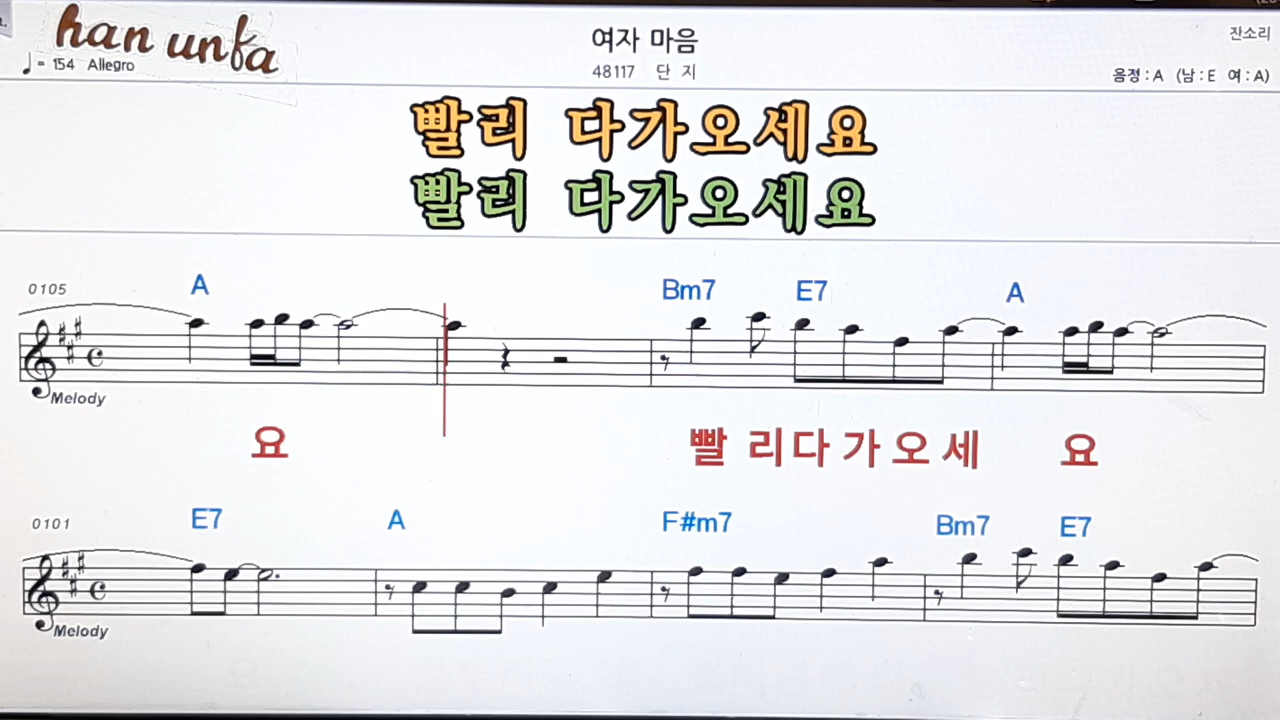 han unfa
여자 마음
잔소리
♩= 154 Allegro
48117 단 지
음정 : A (남 : E 여 : A)
빨리 다가오세요
빨리 다가오세요
0105 A Bm7 E7 A
Melody
요 빨 리 다 가 오 세 요
0101 E7 A F#m7 Bm7 E7
Melody